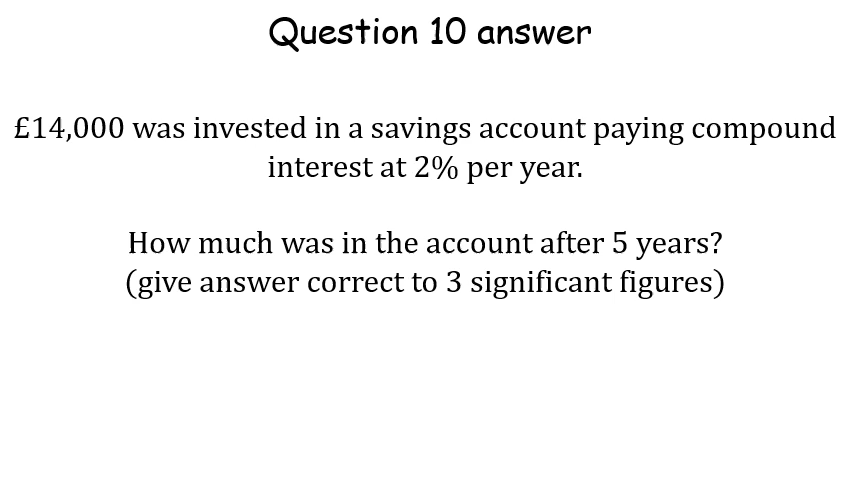 Question 10 answer
£14,000 was invested in a savings account paying compound
interest at 2% per year.
How much was in the account after 5 years?
(give answer correct to 3 significant figures)